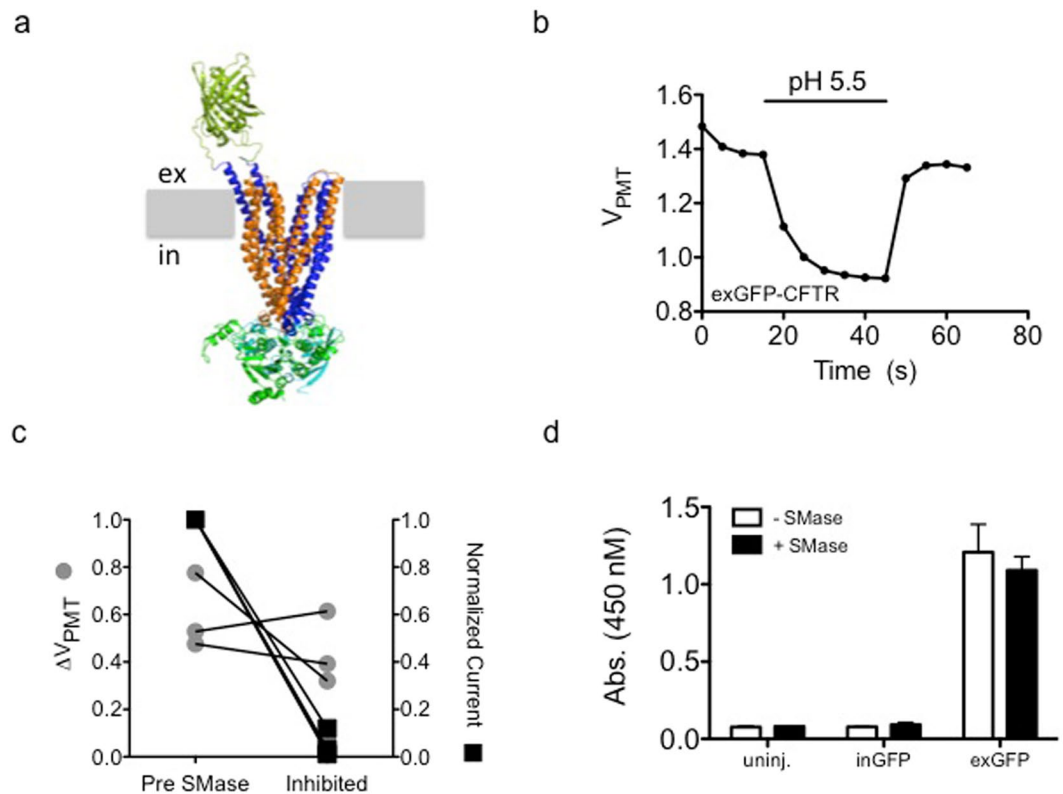 a
ex
in
b
pH 5.5
1.6
1.4
1.2
1.0
0.8
V PMT
exGFP-CFTR
0
20
40
60
80
Time (s)
c
1.0
0.8
0.6
0.4
0.2
0.0
ΔV PMT
1.0
0.8
0.6
0.4
0.2
0.0
Normalized Current
Pre SMase
Inhibited
d
1.5
1.0
0.5
0.0
Abs. (450 nM)
- SMase
+ SMase
uninj.
inGFP
exGFP